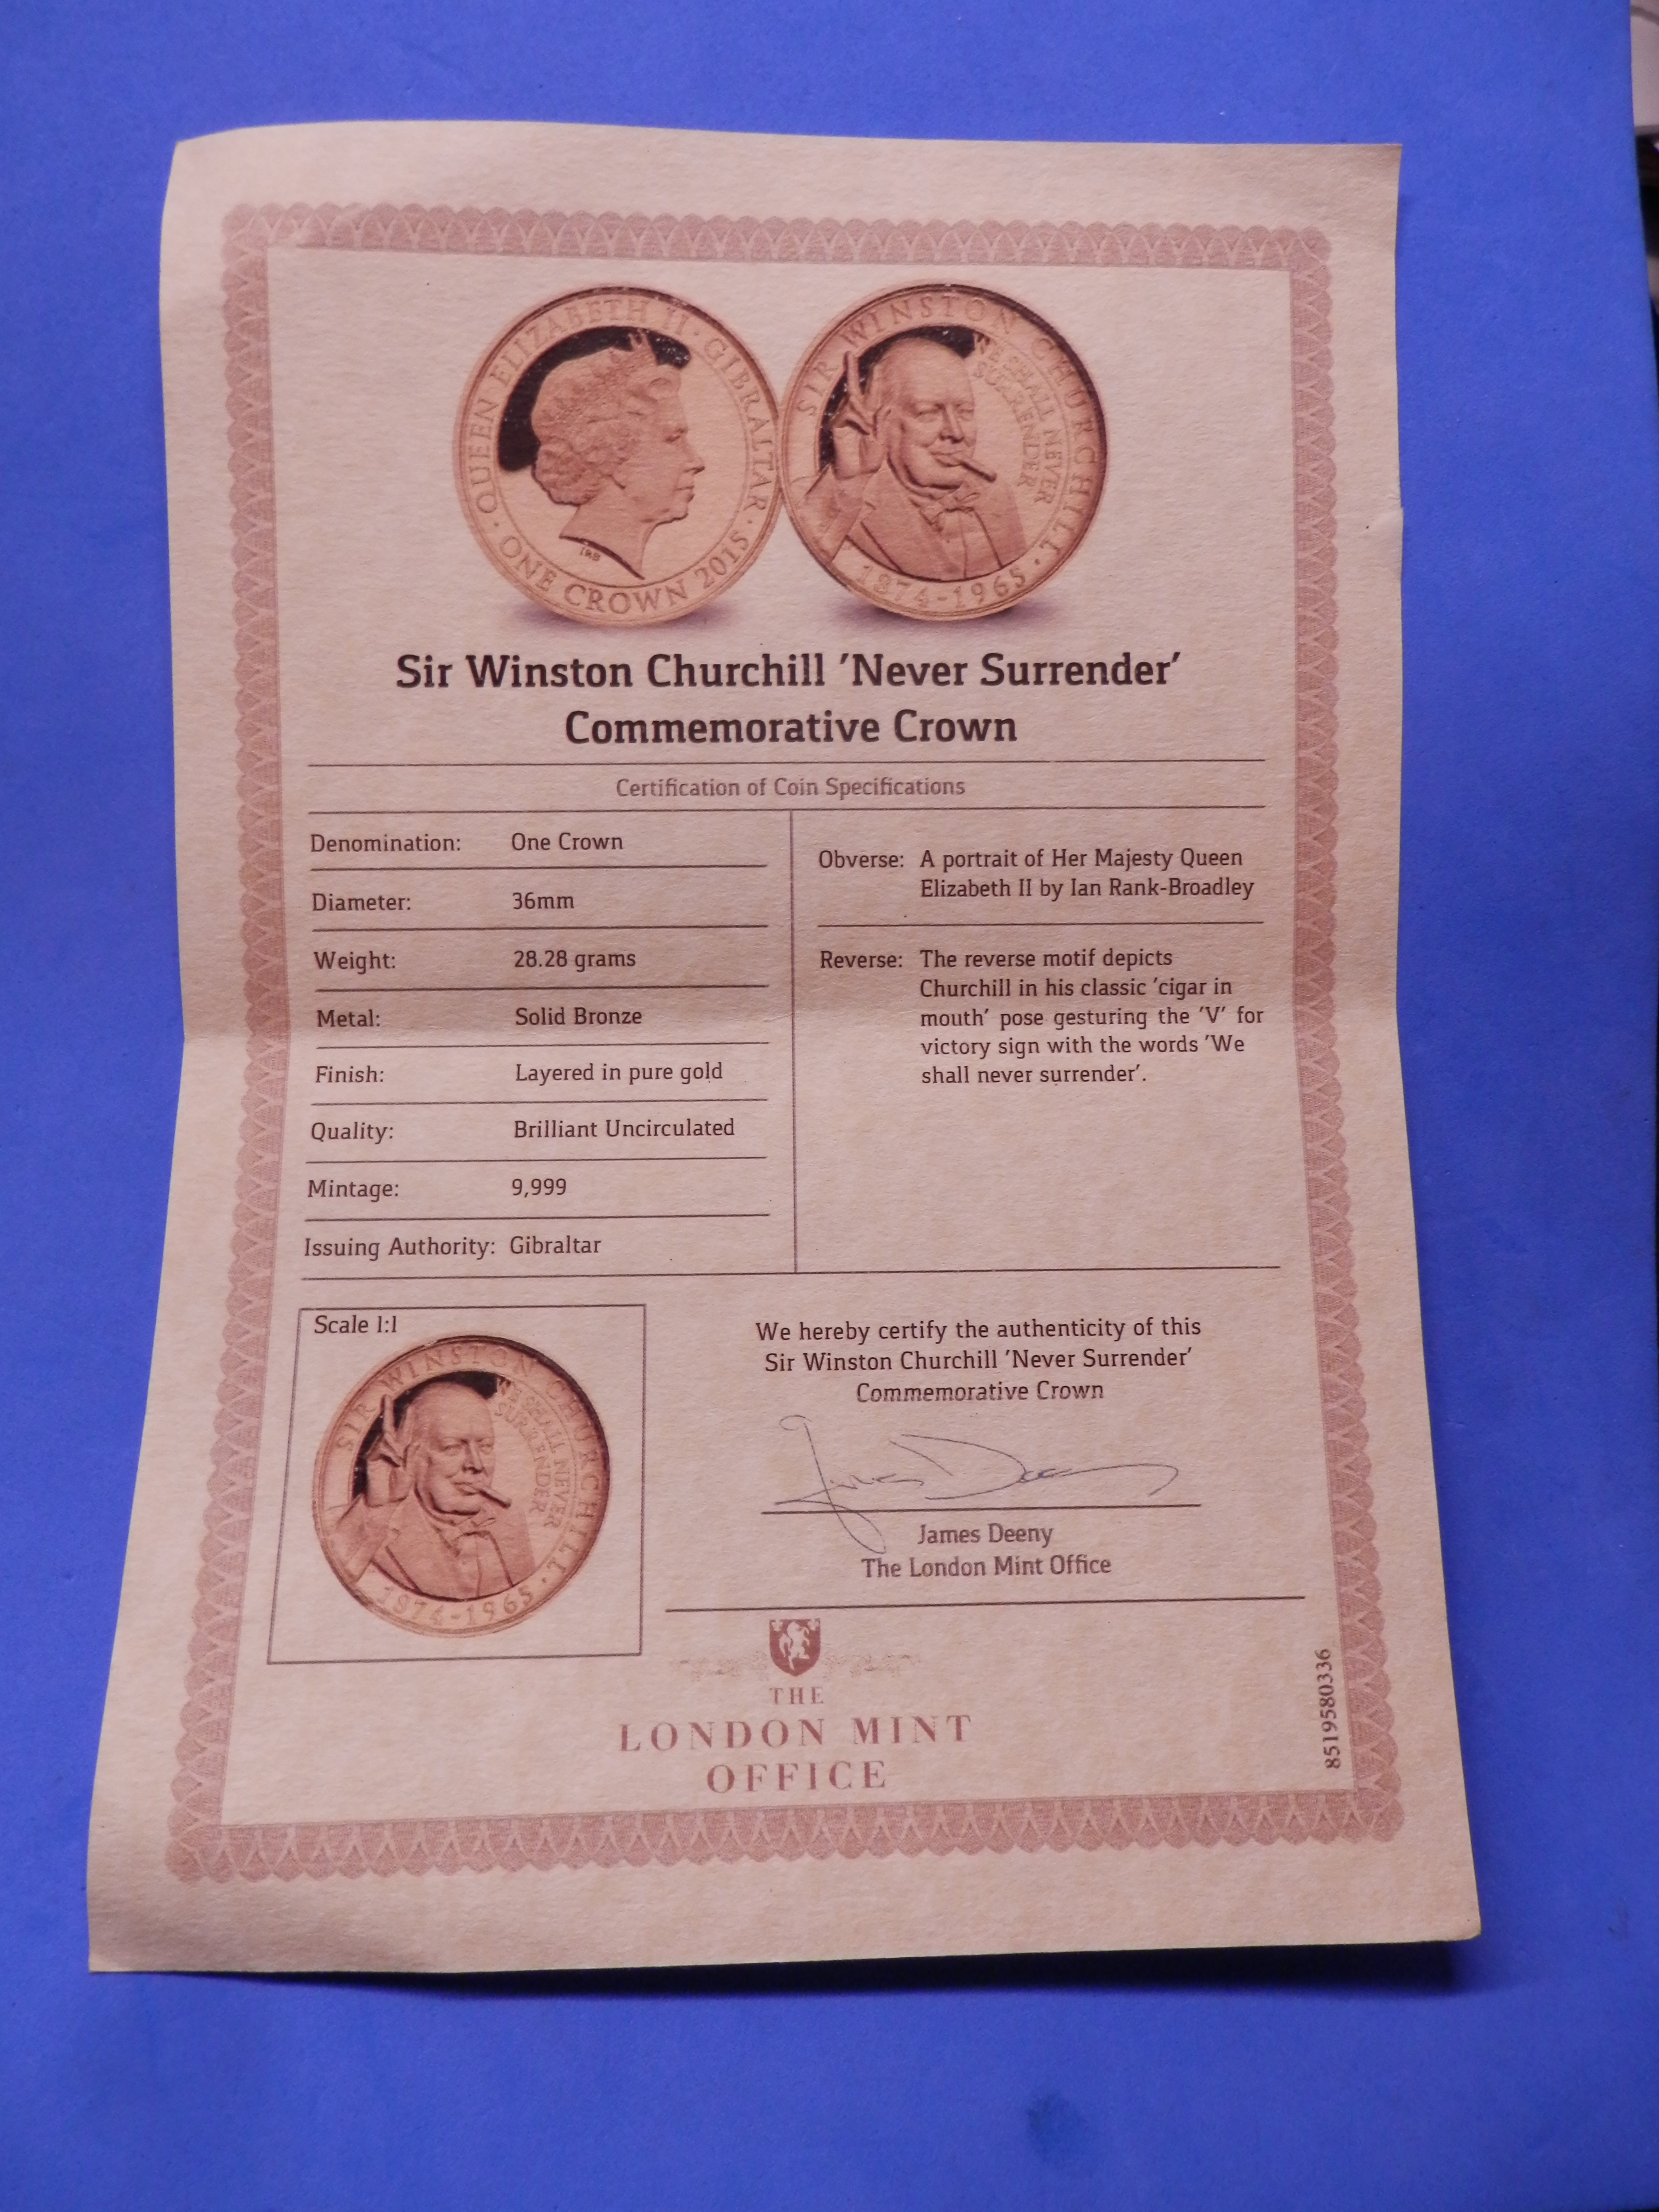 QUEEN ELIZABETH II · GIBRALTAR ·
· ONE CROWN 2015 ·
IRB
SIR WINSTON CHURCHILL ·
WE SHALL NEVER
SURRENDER
1874-1965
Sir Winston Churchill 'Never Surrender'
Commemorative Crown
Certification of Coin Specifications
Denomination: One Crown
Diameter: 36mm
Weight: 28.28 grams
Metal: Solid Bronze
Finish: Layered in pure gold
Quality: Brilliant Uncirculated
Mintage: 9,999
Issuing Authority: Gibraltar
Obverse: A portrait of Her Majesty Queen
Elizabeth II by Ian Rank-Broadley
Reverse: The reverse motif depicts
Churchill in his classic 'cigar in
mouth' pose gesturing the 'V' for
victory sign with the words 'We
shall never surrender'.
Scale 1:1
SIR WINSTON CHURCHILL ·
WE SHALL NEVER
SURRENDER
1874-1965
We hereby certify the authenticity of this
Sir Winston Churchill 'Never Surrender'
Commemorative Crown
James Deeny
James Deeny
The London Mint Office
THE
LONDON MINT
OFFICE
8519580336